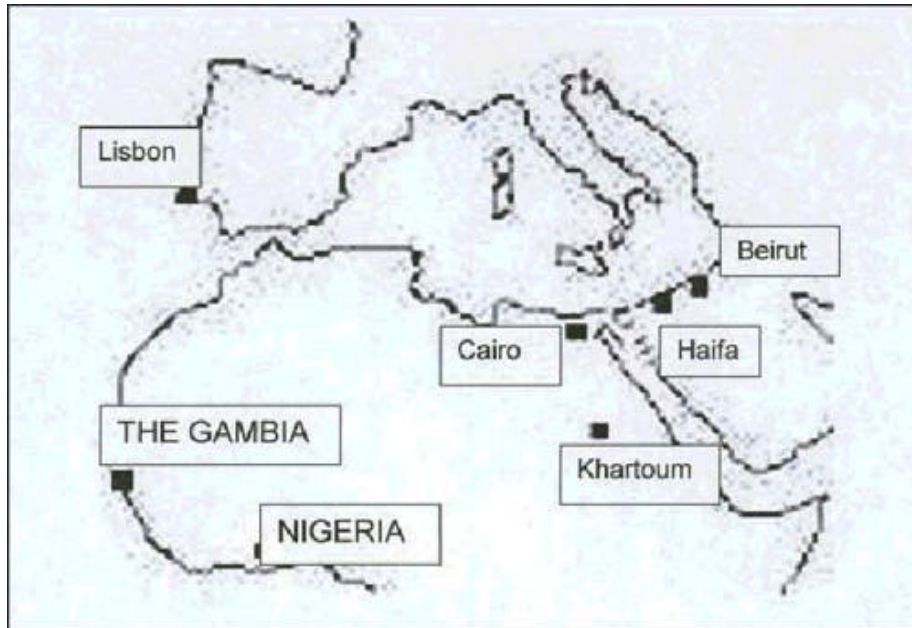 Lisbon
Beirut
Cairo
Haifa
THE GAMBIA
Khartoum
NIGERIA